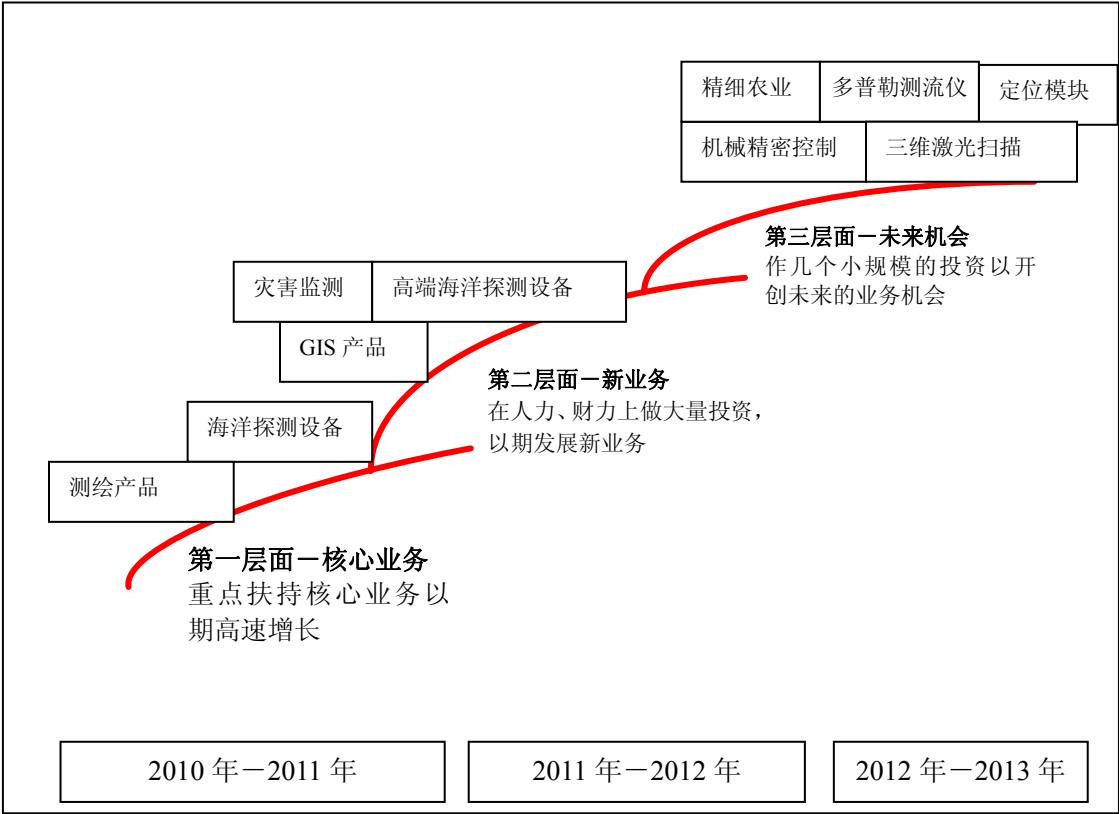 精细农业
多普勒测流仪
定位模块
机械精密控制
三维激光扫描
第三层面－未来机会
作几个小规模的投资以开
创未来的业务机会
灾害监测
高端海洋探测设备
GIS 产品
第二层面－新业务
在人力、财力上做大量投资，
以期发展新业务
海洋探测设备
测绘产品
第一层面－核心业务
重点扶持核心业务以
期高速增长
2010 年－2011 年
2011 年－2012 年
2012 年－2013 年